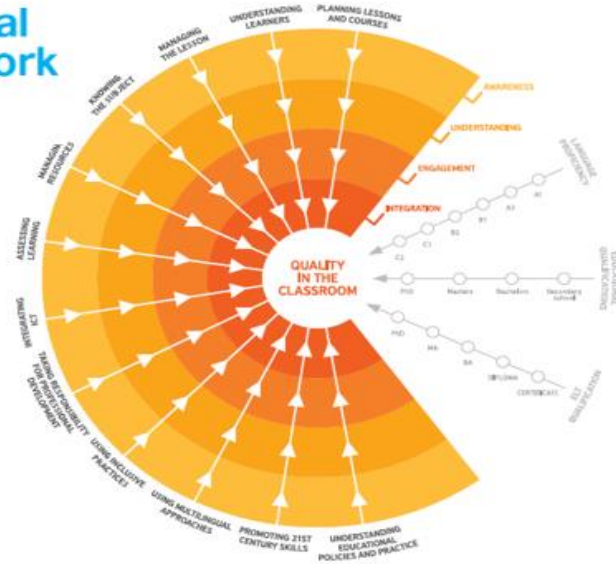 al
ork
PLANNING LESSONS
AND COURSES
UNDERSTANDING
LEARNERS
MANAGING
THE LESSON
KNOWING
THE SUBJECT
MANAGING
RESOURCES
ASSESSING
LEARNING
INTEGRATING
ICT
TAKING RESPONSIBILITY
FOR PROFESSIONAL
DEVELOPMENT
USING INCLUSIVE
PRACTICES
USING MULTILINGUAL
APPROACHES
PROMOTING 21ST
CENTURY SKILLS
UNDERSTANDING
EDUCATIONAL
POLICIES AND PRACTICE
AWARENESS
UNDERSTANDING
ENGAGEMENT
INTEGRATION
QUALITY
IN THE
CLASSROOM
LANGUAGE
PROFICIENCY
A1
A2
B1
B2
C1
C2
EDUCATIONAL
QUALIFICATIONS
PhD
Masters
Bachelors
Secondary
school
ELT
QUALIFICATION
PhD
MA
BA
DIPLOMA
CERTIFICATE